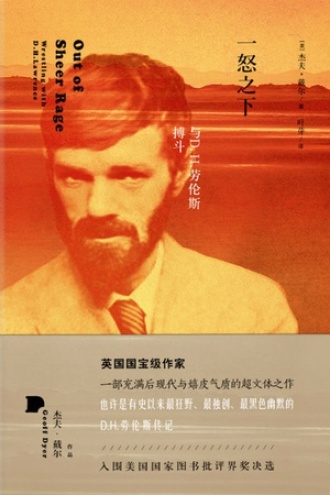 Out of
Sheer Rage
Wrestling with
D.H.Lawrence
一怒之下
与D.H.劳伦斯
搏斗
[英] 杰夫·戴尔 著
叶芽 译
英国国宝级作家
一部充满后现代与嬉皮气质的超文体之作
也许是有史以来最狂野、最独创、最黑色幽默的
D.H.劳伦斯传记
Geoff Dyer
杰夫·戴尔
作品
入围美国国家图书批评界奖决选